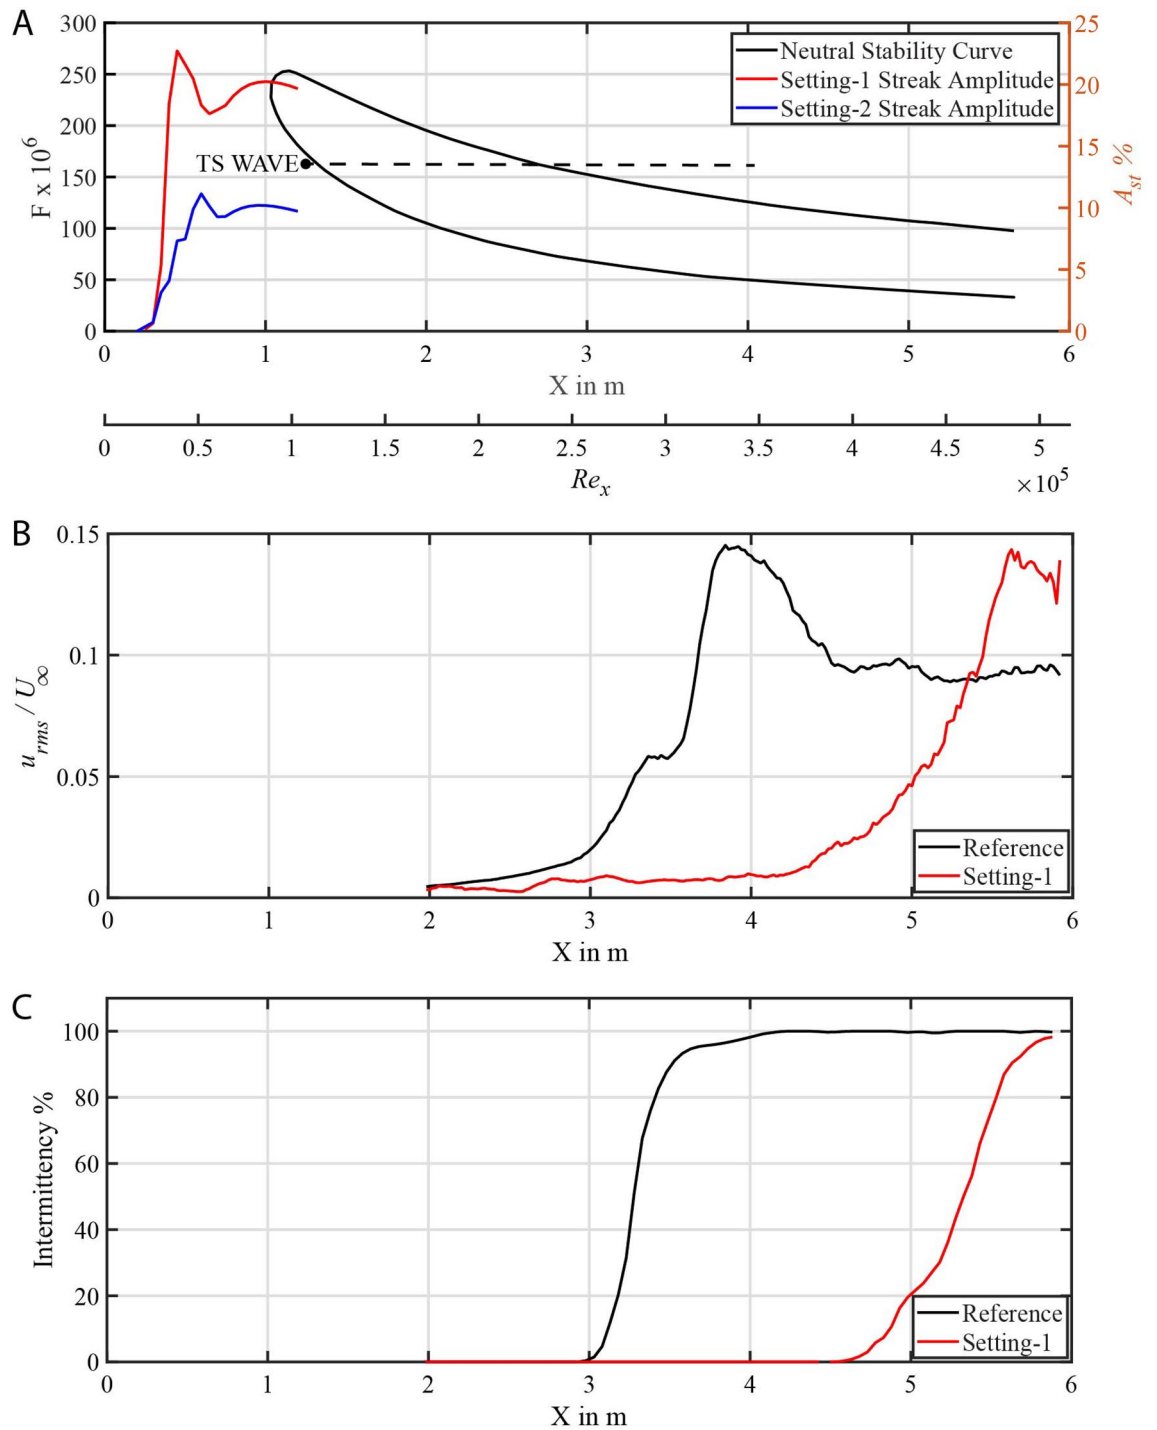 A
300
250
200
150
100
50
0
F x 10^6
25
20
15
10
5
0
A_st %
Neutral Stability Curve
Setting-1 Streak Amplitude
Setting-2 Streak Amplitude
TS WAVE
0 1 2 3 4 5 6
X in m
0 0.5 1 1.5 2 2.5 3 3.5 4 4.5 5
Re_x
×10^5
B
0.15
0.1
0.05
0
u_rms / U_∞
Reference
Setting-1
0 1 2 3 4 5 6
X in m
C
100
80
60
40
20
0
Intermittency %
Reference
Setting-1
0 1 2 3 4 5 6
X in m